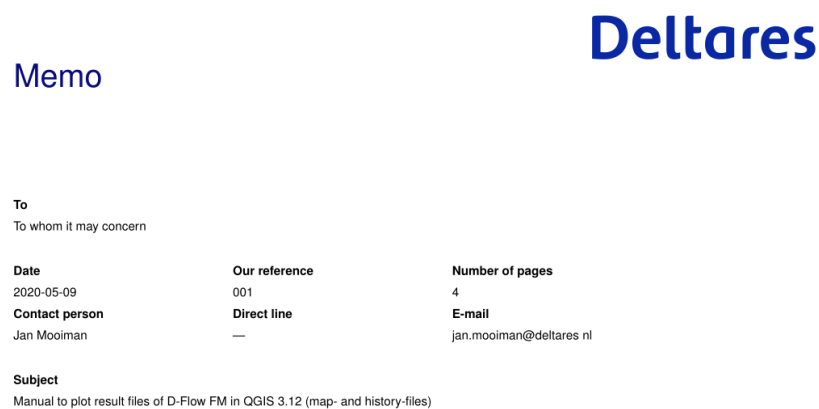 Deltares
Memo
To
To whom it may concern
Date Our reference Number of pages
2020-05-09 001 4
Contact person Direct line E-mail
Jan Mooiman — jan.mooiman@deltares nl
Subject
Manual to plot result files of D-Flow FM in QGIS 3.12 (map- and history-files)